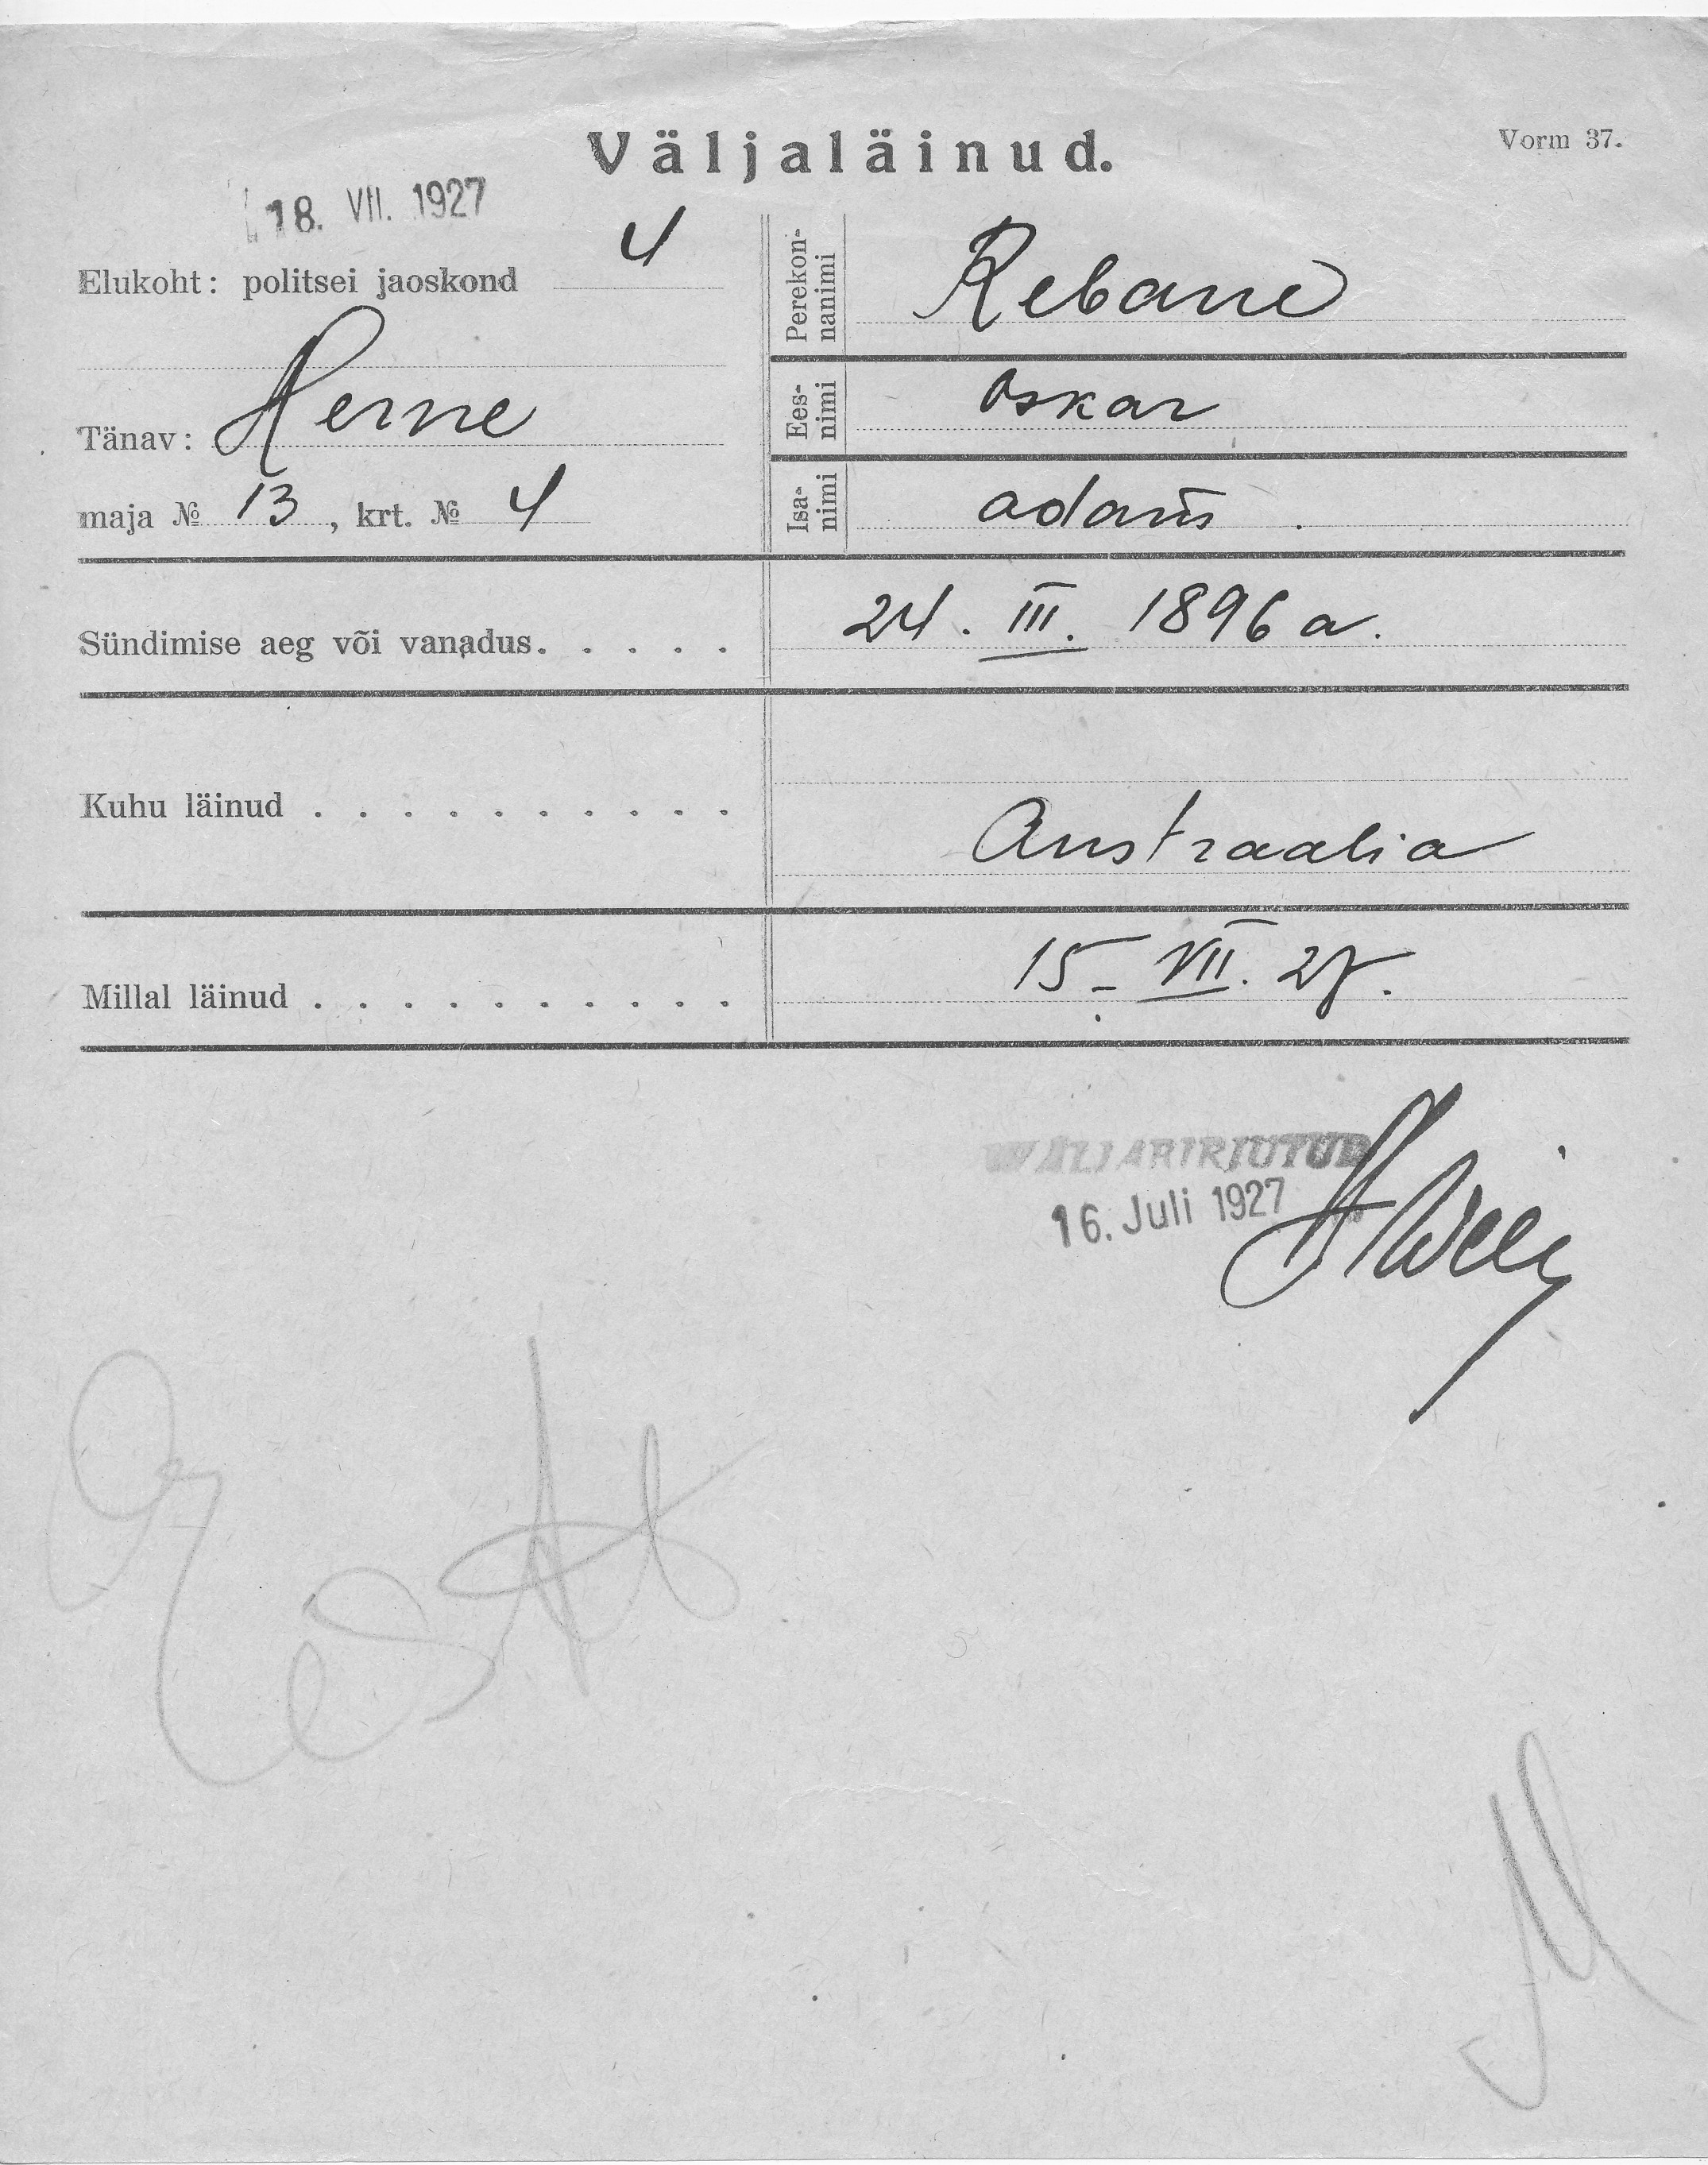 Väljaläinud.
Vorm 37.
18. VII. 1927
Elukoht: politsei jaoskond 4
Tänav: Herne
maja № 13, krt. № 4
Perekon-
nanimi
Rebane
Ees-
nimi
Oskar
Isa-
nimi
Adam
Sündimise aeg või vanadus. . . . . 24. III. 1896 a.
Kuhu läinud . . . . . . . . . . Austraalia
Millal läinud . . . . . . . . . . 15 – VII. 27.
WÄLJAKIRJUTUD
16. Juli 1927